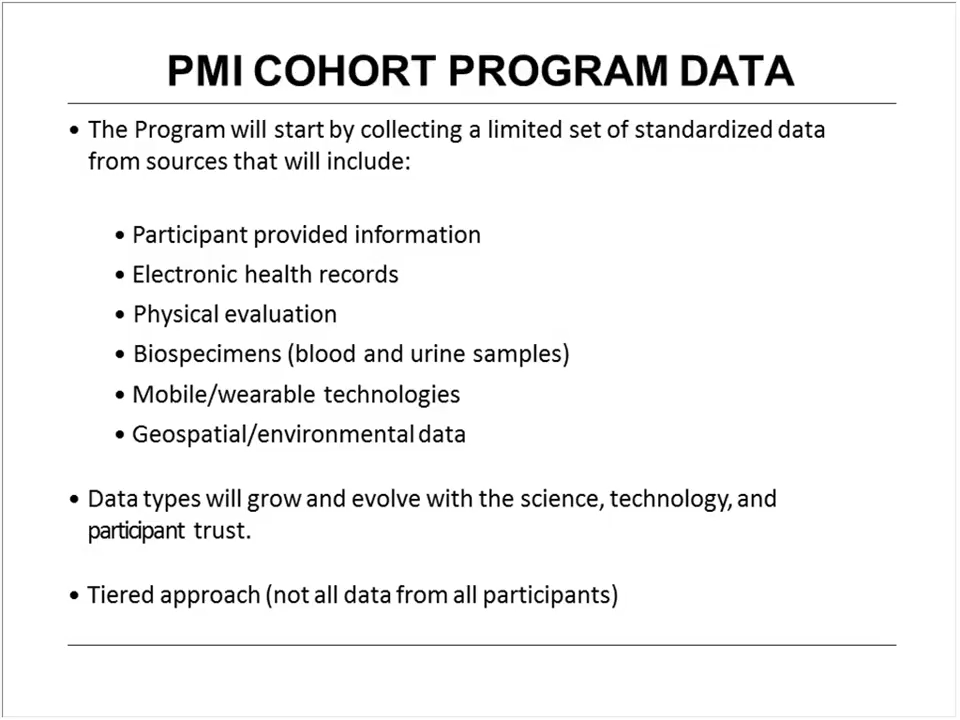 PMI COHORT PROGRAM DATA
• The Program will start by collecting a limited set of standardized data
from sources that will include:
• Participant provided information
• Electronic health records
• Physical evaluation
• Biospecimens (blood and urine samples)
• Mobile/wearable technologies
• Geospatial/environmental data
• Data types will grow and evolve with the science, technology, and
participant trust.
• Tiered approach (not all data from all participants)